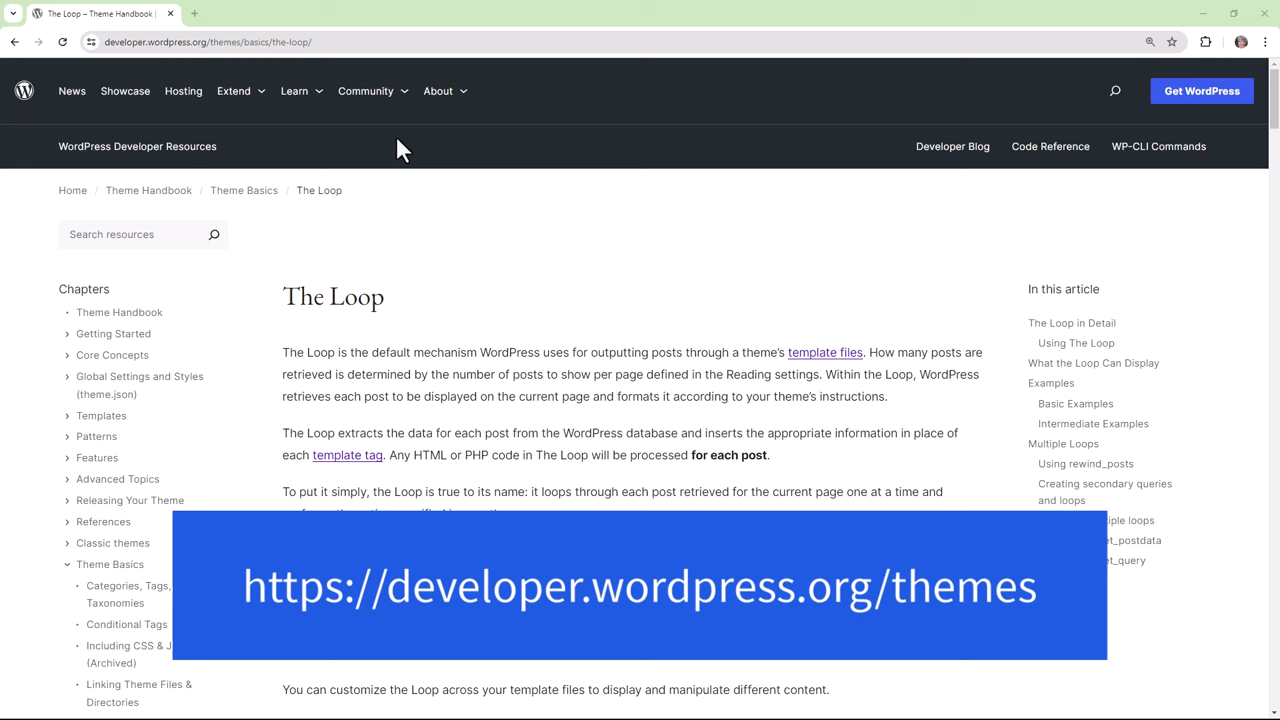 The Loop – Theme Handbook |
developer.wordpress.org/themes/basics/the-loop/
News Showcase Hosting Extend Learn Community About Get WordPress
WordPress Developer Resources Developer Blog Code Reference WP-CLI Commands
Home / Theme Handbook / Theme Basics / The Loop
Search resources
Chapters
Theme Handbook
Getting Started
Core Concepts
Global Settings and Styles
(theme.json)
Templates
Patterns
Features
Advanced Topics
Releasing Your Theme
References
Classic themes
Theme Basics
Categories, Tags,
Taxonomies
Conditional Tags
Including CSS & J
(Archived)
Linking Theme Files &
Directories
The Loop
The Loop is the default mechanism WordPress uses for outputting posts through a theme’s template files. How many posts are
retrieved is determined by the number of posts to show per page defined in the Reading settings. Within the Loop, WordPress
retrieves each post to be displayed on the current page and formats it according to your theme’s instructions.
The Loop extracts the data for each post from the WordPress database and inserts the appropriate information in place of
each template tag. Any HTML or PHP code in The Loop will be processed for each post.
To put it simply, the Loop is true to its name: it loops through each post retrieved for the current page one at a time and
https://developer.wordpress.org/themes
You can customize the Loop across your template files to display and manipulate different content.
In this article
The Loop in Detail
Using The Loop
What the Loop Can Display
Examples
Basic Examples
Intermediate Examples
Multiple Loops
Using rewind_posts
Creating secondary queries
and loops
iple loops
et_postdata
et_query